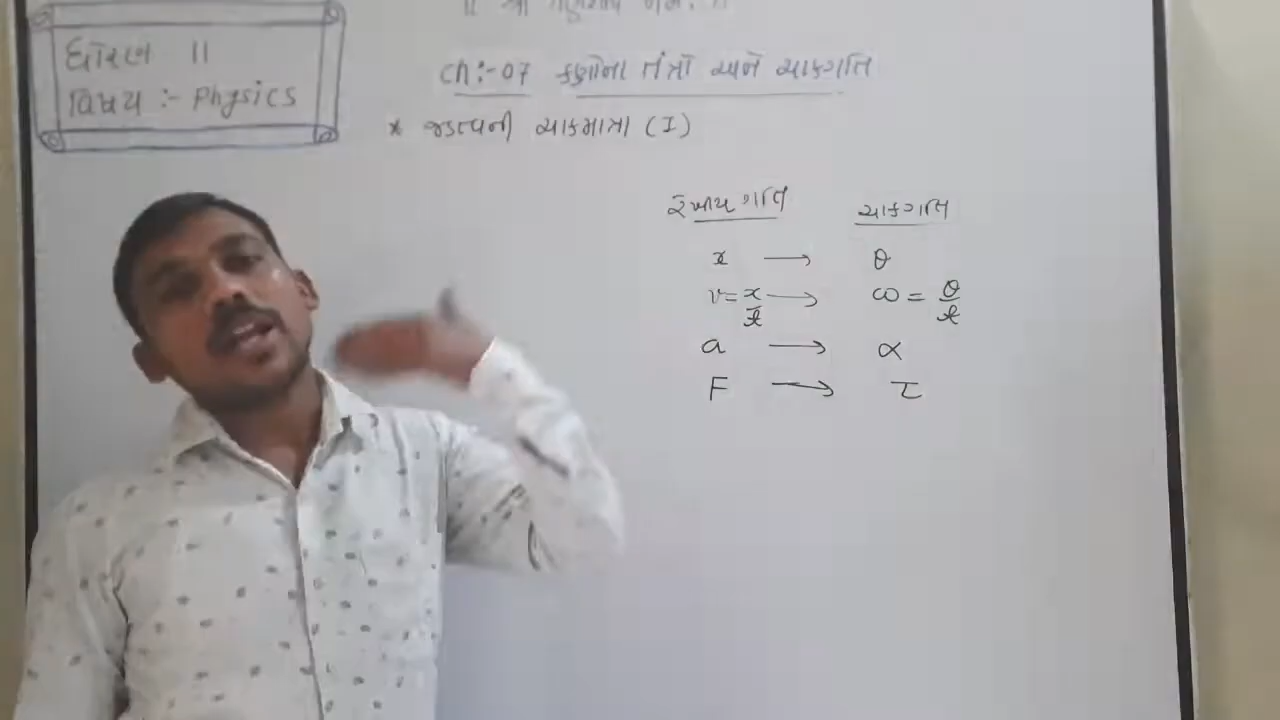 ધોરણ 11
વિષય :- Physics
Ch:-07 કણોના તંત્રો અને ચાકગતિ
* જડત્વની ચાકમાત્રા (I)
રેખીય ગતિ ચાકગતિ
x → θ
v = x/t → ω = θ/t
a → α
F → τ